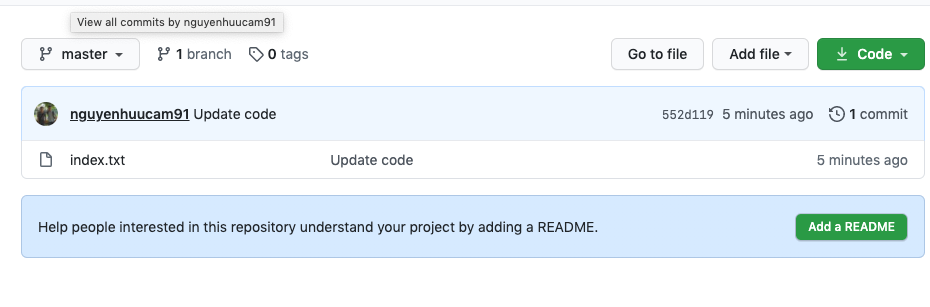 View all commits by nguyenhuucam91
master 1 branch 0 tags Go to file Add file Code
nguyenhuucam91 Update code 552d119 5 minutes ago 1 commit
index.txt Update code 5 minutes ago
Help people interested in this repository understand your project by adding a README. Add a README